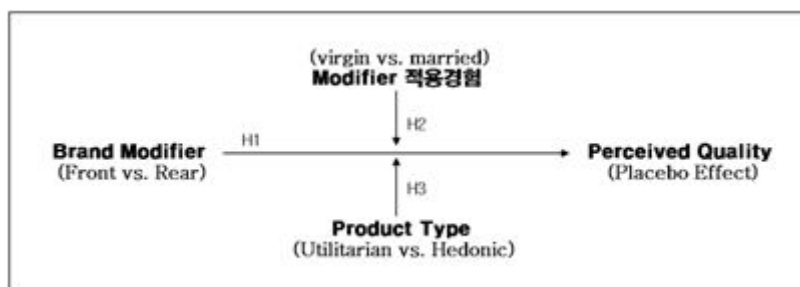 (virgin vs. married)
Modifier 적용경험
H2
H1
Brand Modifier
(Front vs. Rear)
Perceived Quality
(Placebo Effect)
H3
Product Type
(Utilitarian vs. Hedonic)